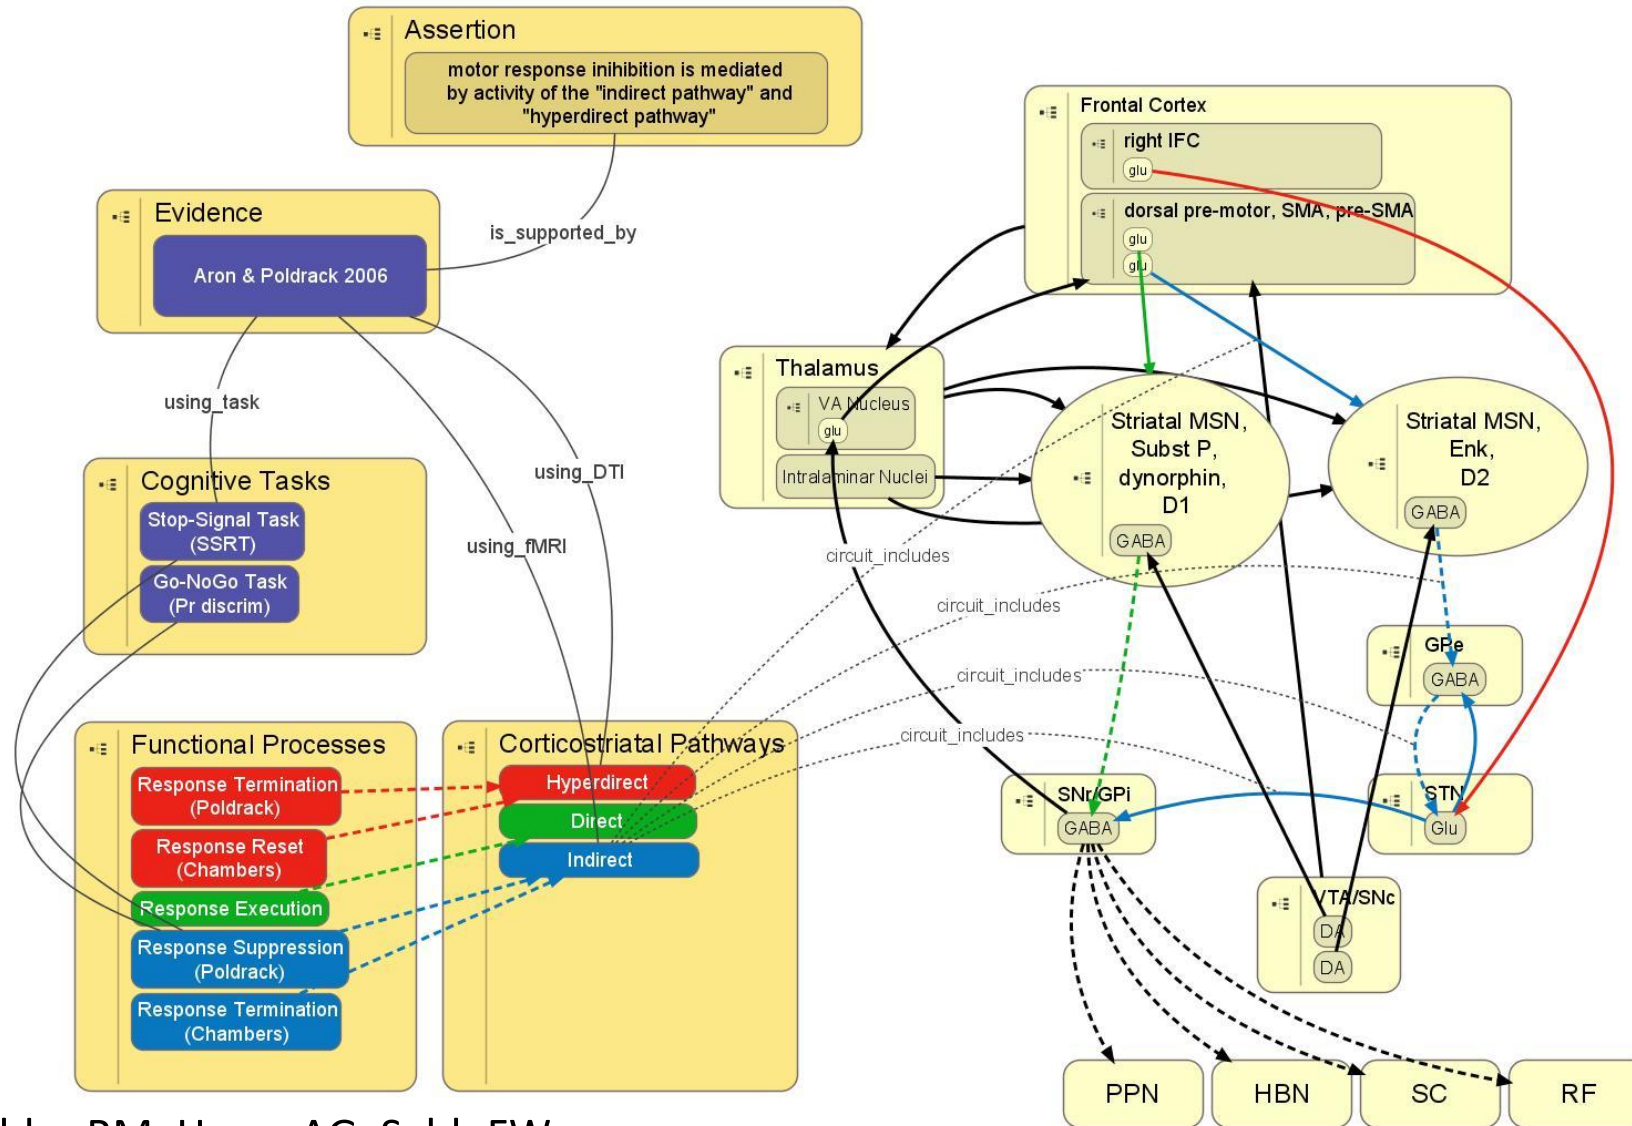 Assertion
motor response inihibition is mediated
by activity of the "indirect pathway" and
"hyperdirect pathway"
Evidence
is_supported_by
Aron & Poldrack 2006
using_task
using_DTI
using_fMRI
Cognitive Tasks
Stop-Signal Task
(SSRT)
Go-NoGo Task
(Pr discrim)
Functional Processes
Response Termination
(Poldrack)
Response Reset
(Chambers)
Response Execution
Response Suppression
(Poldrack)
Response Termination
(Chambers)
Corticostriatal Pathways
Hyperdirect
Direct
Indirect
Frontal Cortex
right IFC
glu
dorsal pre-motor, SMA, pre-SMA
glu
glu
Thalamus
VA Nucleus
glu
Intralaminar Nuclei
Striatal MSN,
Subst P,
dynorphin,
D1
GABA
Striatal MSN,
Enk,
D2
GABA
circuit_includes
circuit_includes
circuit_includes
circuit_includes
GPe
GABA
SNr/GPi
GABA
STN
Glu
VTA/SNc
DA
DA
PPN
HBN
SC
RF